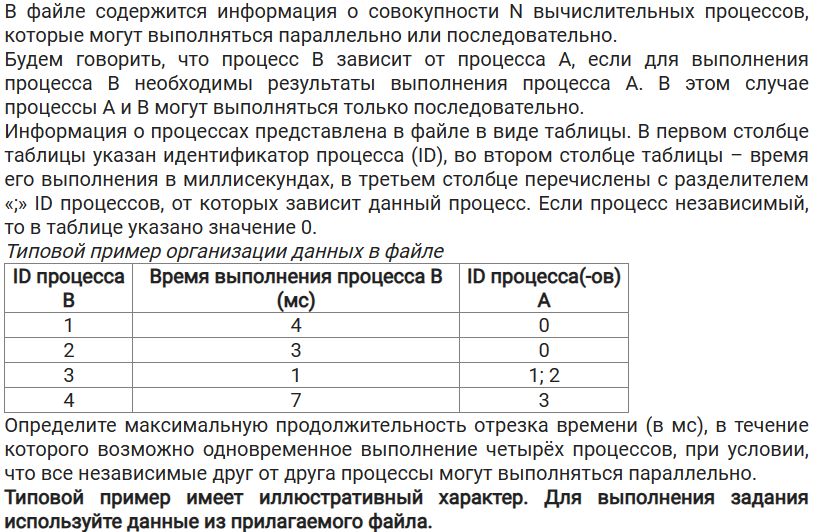 В файле содержится информация о совокупности N вычислительных процессов,
которые могут выполняться параллельно или последовательно.
Будем говорить, что процесс B зависит от процесса A, если для выполнения
процесса B необходимы результаты выполнения процесса A. В этом случае
процессы A и B могут выполняться только последовательно.
Информация о процессах представлена в файле в виде таблицы. В первом столбце
таблицы указан идентификатор процесса (ID), во втором столбце таблицы – время
его выполнения в миллисекундах, в третьем столбце перечислены с разделителем
«;» ID процессов, от которых зависит данный процесс. Если процесс независимый,
то в таблице указано значение 0.
Типовой пример организации данных в файле
ID процесса B	Время выполнения процесса B (мс)	ID процесса(-ов) A
1	4	0
2	3	0
3	1	1; 2
4	7	3
Определите максимальную продолжительность отрезка времени (в мс), в течение
которого возможно одновременное выполнение четырёх процессов, при условии,
что все независимые друг от друга процессы могут выполняться параллельно.
Типовой пример имеет иллюстративный характер. Для выполнения задания
используйте данные из прилагаемого файла.